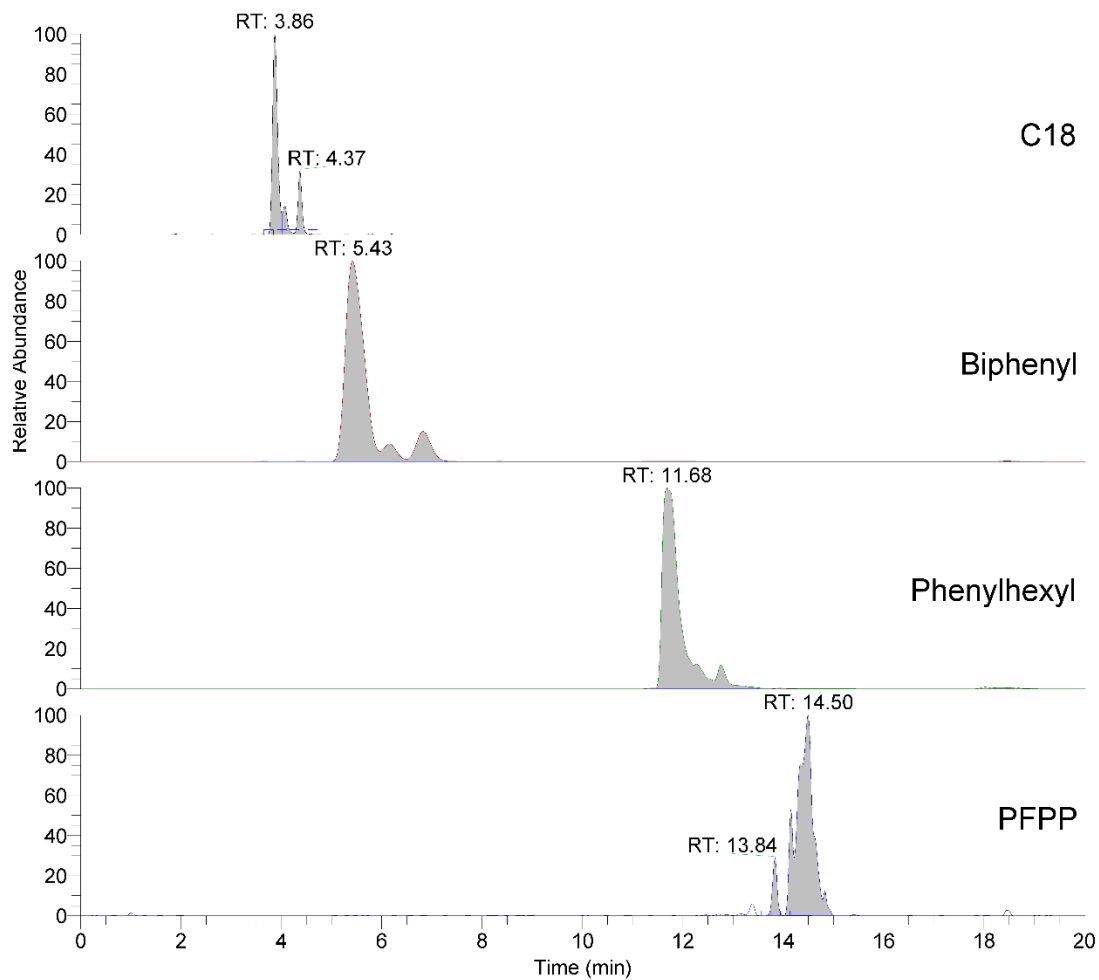 RT: 3.86
100
80
60
40
20
0
RT: 4.37
C18
RT: 5.43
100
80
60
40
20
0
Biphenyl
Relative Abundance
RT: 11.68
100
80
60
40
20
0
Phenylhexyl
RT: 14.50
100
80
60
40
20
0
RT: 13.84
PFPP
0 2 4 6 8 10 12 14 16 18 20
Time (min)